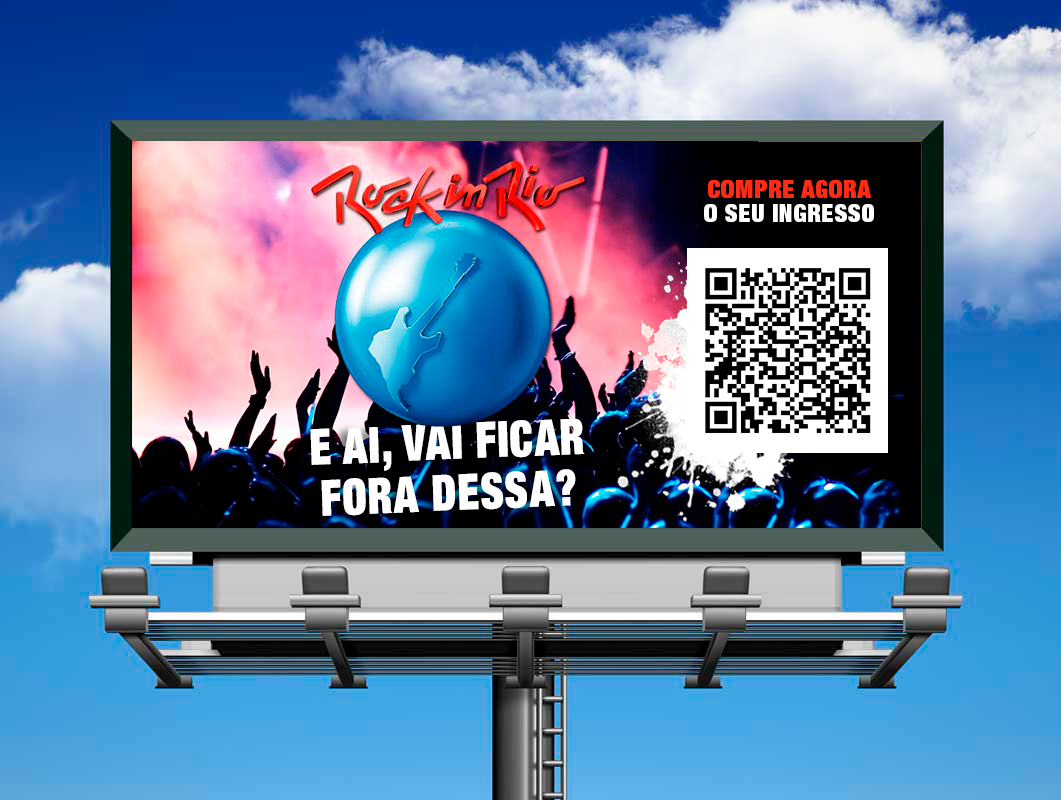 Rock in Rio
COMPRE AGORA
O SEU INGRESSO
E AI, VAI FICAR
FORA DESSA?